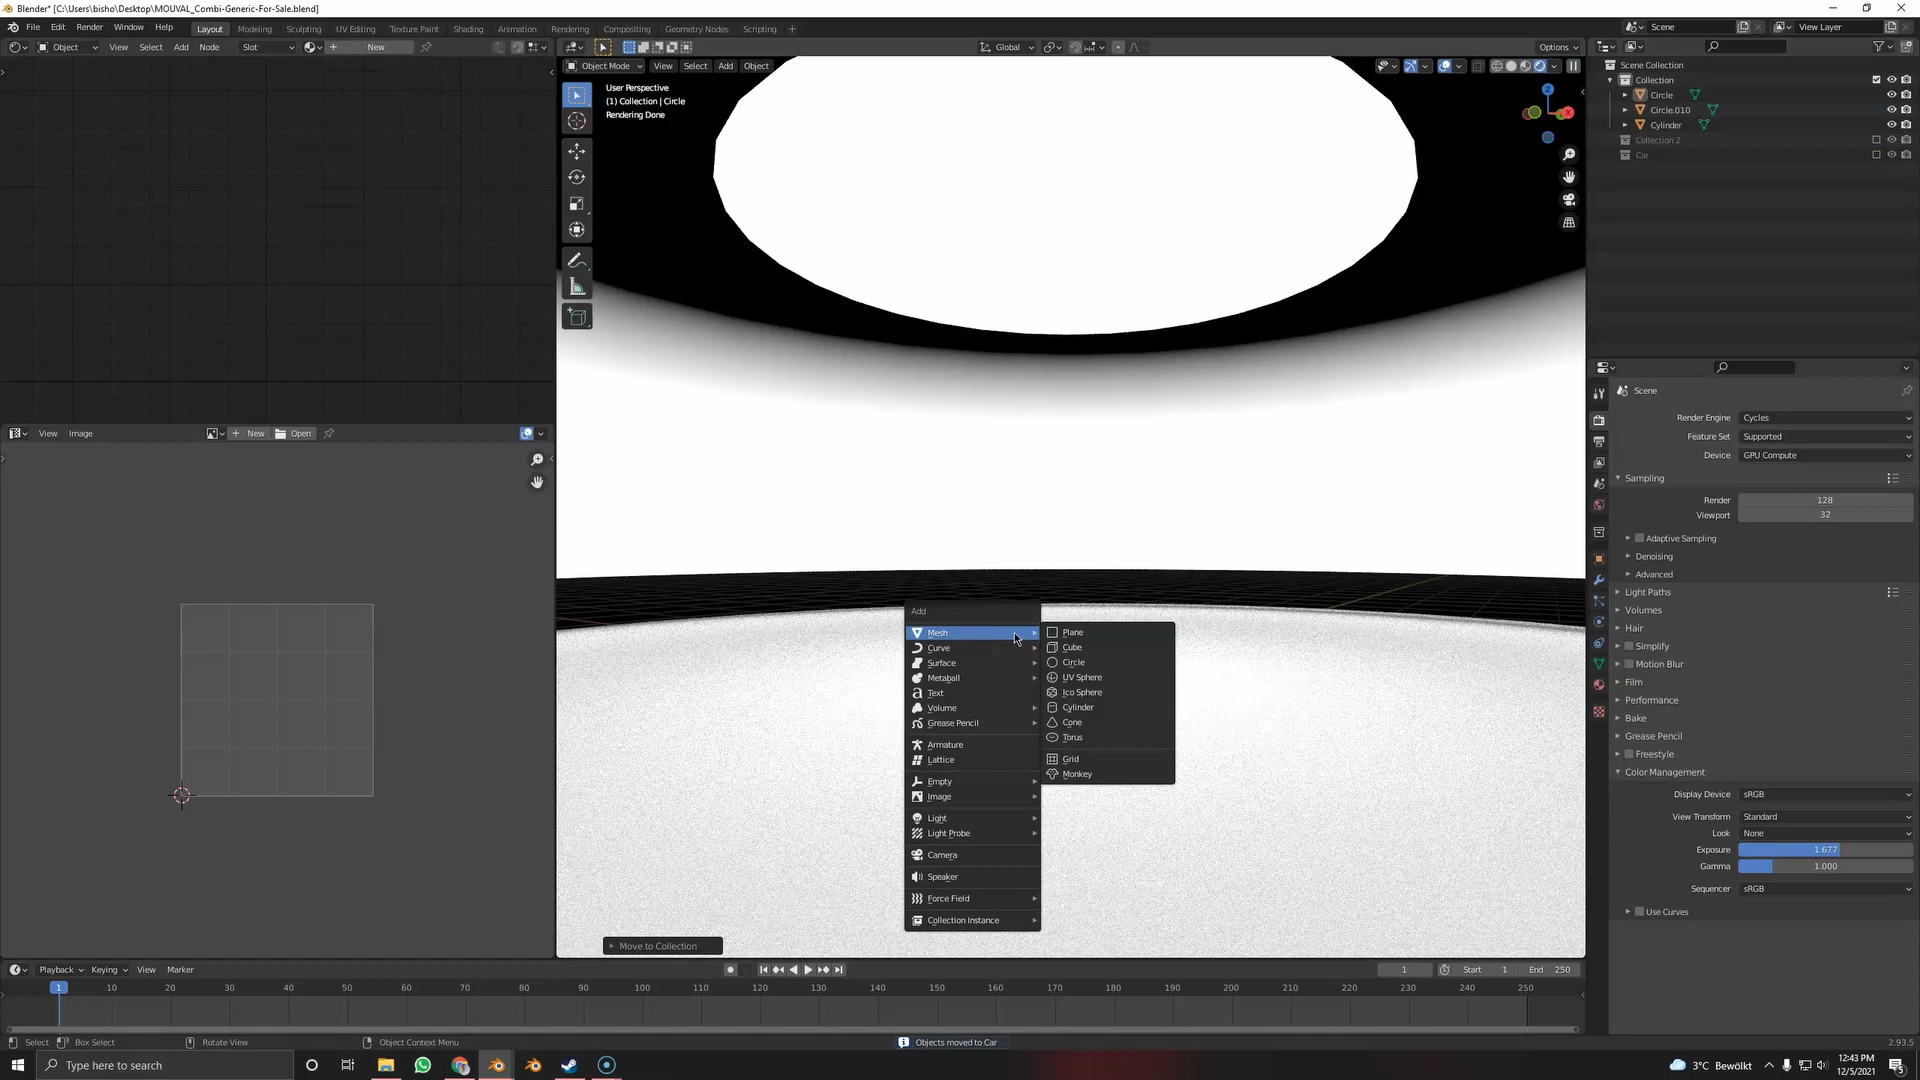 Blender* [C:\Users\bisho\Desktop\MOUVAL_Combi-Generic-For-Sale.blend]
File Edit Render Window Help Layout Modeling Sculpting UV Editing Texture Paint Shading Animation Rendering Compositing Geometry Nodes Scripting + Scene View Layer
Object View Select Add Node Slot New Global Options
Object Mode View Select Add Object
User Perspective
(1) Collection | Circle
Rendering Done
Z
X
Scene Collection
Collection
Circle
Circle.010
Cylinder
Collection 2
Car
Scene
Render Engine Cycles
Feature Set Supported
Device GPU Compute
Sampling
Render 128
Viewport 32
Adaptive Sampling
Denoising
Advanced
Light Paths
Volumes
Hair
Simplify
Motion Blur
Film
Performance
Bake
Grease Pencil
Freestyle
Color Management
Display Device sRGB
View Transform Standard
Look None
Exposure 1.677
Gamma 1.000
Sequencer sRGB
Use Curves
View Image New Open
Add
Mesh
Curve
Surface
Metaball
Text
Volume
Grease Pencil
Armature
Lattice
Empty
Image
Light
Light Probe
Camera
Speaker
Force Field
Collection Instance
Plane
Cube
Circle
UV Sphere
Ico Sphere
Cylinder
Cone
Torus
Grid
Monkey
Move to Collection
Playback Keying View Marker 1 Start 1 End 250
1 10 20 30 40 50 60 70 80 90 100 110 120 130 140 150 160 170 180 190 200 210 220 230 240 250
Select Box Select Rotate View Object Context Menu Objects moved to Car 2.93.5
Type here to search 3°C Bewölkt 12:43 PM
12/5/2021
5